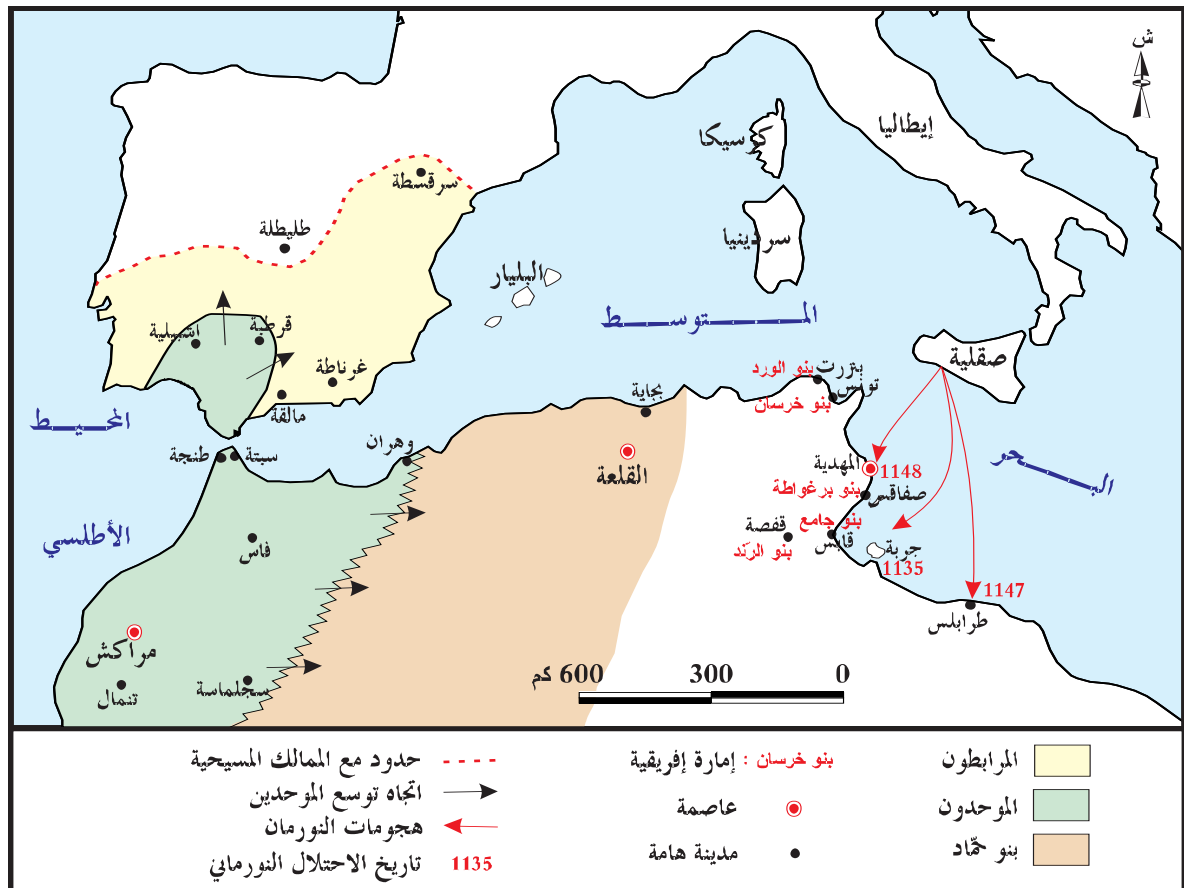 ش
إيطاليا
كرسيكا
سردينيا
سرقسطة
طليطلة
البليار
المتوسط
صقلية
قرطبة
اشبيلية
غرناطة
مالقة
المحيط
الأطلسي
البحر
بنو الورد
بنزرت
تونس
بنو خرسان
بجاية
القلعة
وهران
سبتة
طنجة
المهدية
1148
بنو برغواطة
صفاقس
بنو جامع
قفصة
قابس
بنو الرّند
جربة
1135
1147
طرابلس
فاس
مراكش
تنمال
سجلماسة
0 300 600 كم
المرابطون
الموحدون
بنو حمّاد
بنو خرسان : إمارة إفريقية
عاصمة
مدينة هامة
حدود مع الممالك المسيحية
اتجاه توسع الموحدين
هجومات النورمان
1135 تاريخ الاحتلال النورماني